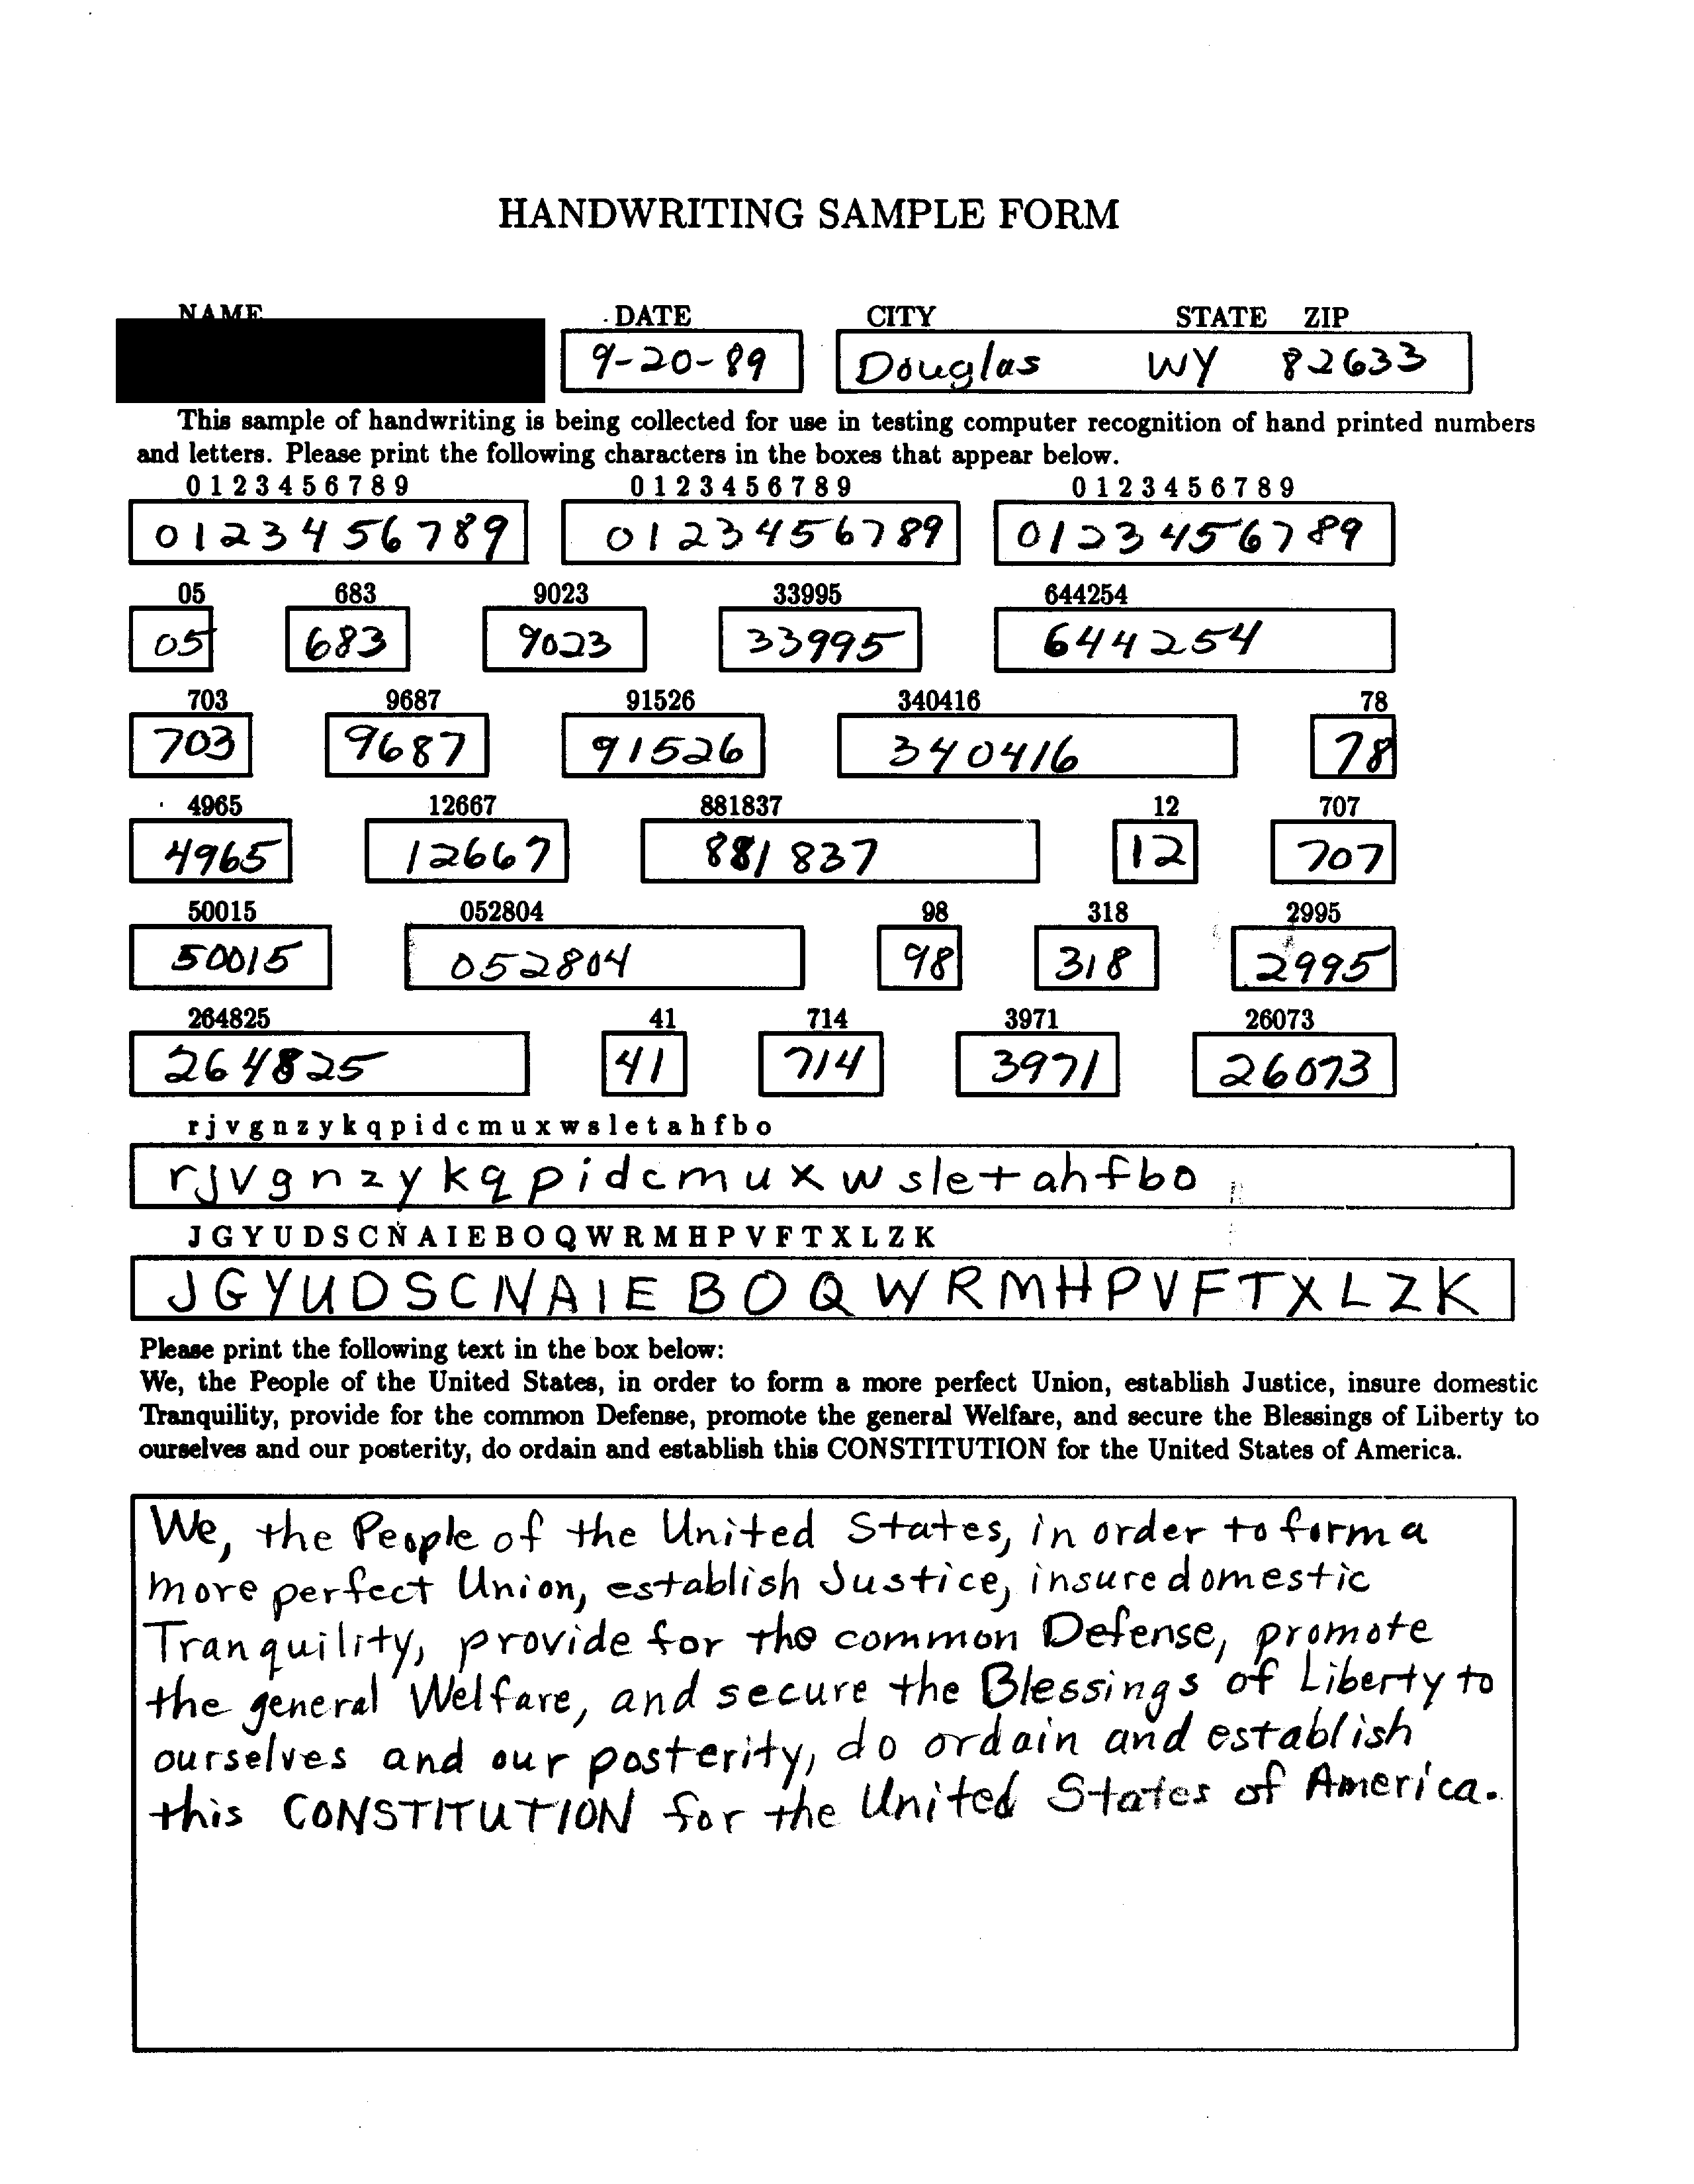 HANDWRITING SAMPLE FORM
NAME DATE CITY STATE ZIP
9-20-89 Douglas WY 82633
This sample of handwriting is being collected for use in testing computer recognition of hand printed numbers
and letters. Please print the following characters in the boxes that appear below.
0 1 2 3 4 5 6 7 8 9 0 1 2 3 4 5 6 7 8 9 0 1 2 3 4 5 6 7 8 9
0123456789 0123456789 0123456789
05 683 9023 33995 644254
05 683 9023 33995 644254
703 9687 91526 340416 78
703 9687 91526 340416 78
4965 12667 881837 12 707
4965 12667 881837 12 707
50015 052804 98 318 2995
50015 052804 98 318 2995
264825 41 714 3971 26073
264825 41 714 3971 26073
r j v g n z y k q p i d c m u x w s l e t a h f b o
r j v g n z y k q p i d c m u x w s l e t a h f b o
J G Y U D S C N A I E B O Q W R M H P V F T X L Z K
J G Y U D S C N A I E B O Q W R M H P V F T X L Z K
Please print the following text in the box below:
We, the People of the United States, in order to form a more perfect Union, establish Justice, insure domestic
Tranquility, provide for the common Defense, promote the general Welfare, and secure the Blessings of Liberty to
ourselves and our posterity, do ordain and establish this CONSTITUTION for the United States of America.
We, the People of the United States, in order to form a
more perfect Union, establish Justice, insure domestic
Tranquility, provide for the common Defense, promote
the general Welfare, and secure the Blessings of Liberty to
ourselves and our posterity, do ordain and establish
this CONSTITUTION for the United States of America.